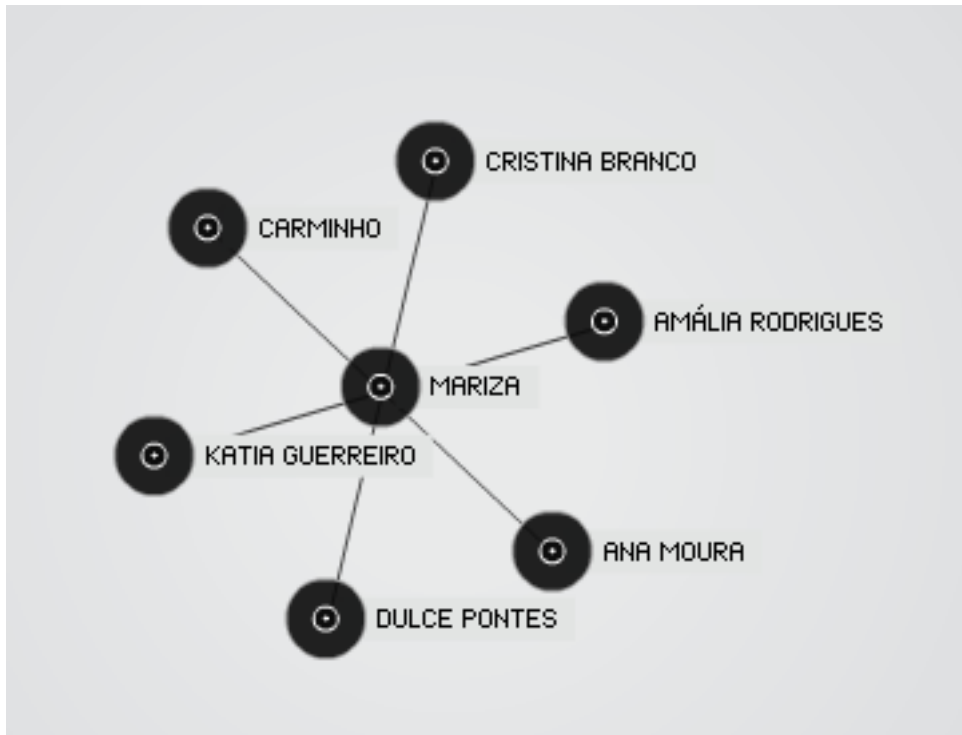 CRISTINA BRANCO
CARMINHO
AMÁLIA RODRIGUES
MARIZA
KATIA GUERREIRO
ANA MOURA
DULCE PONTES